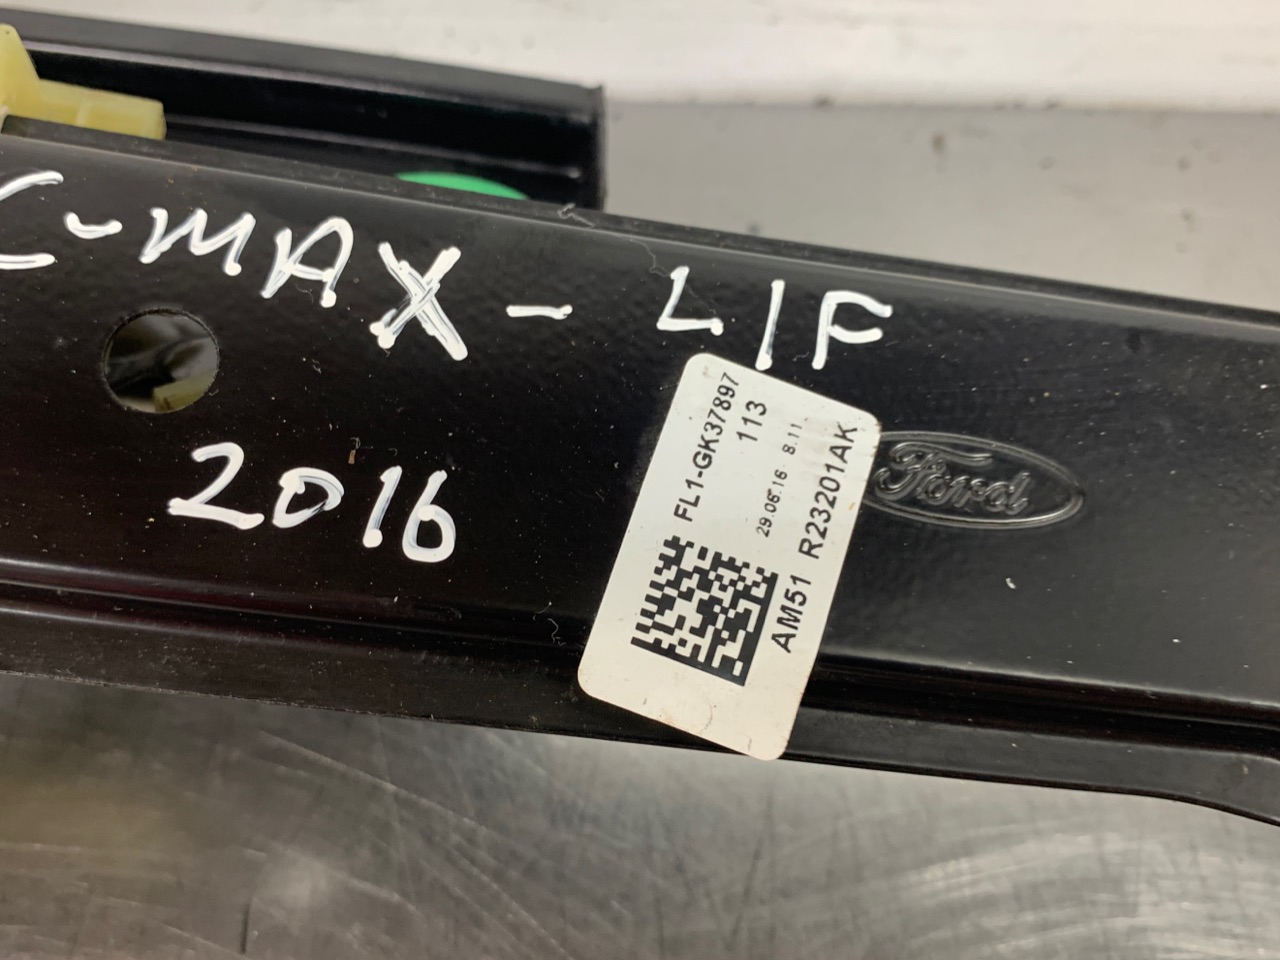 C-MAX - L/F
2016
FL1-GK37897
113
29.06.16 8.11
AM51 R23201AK
Ford